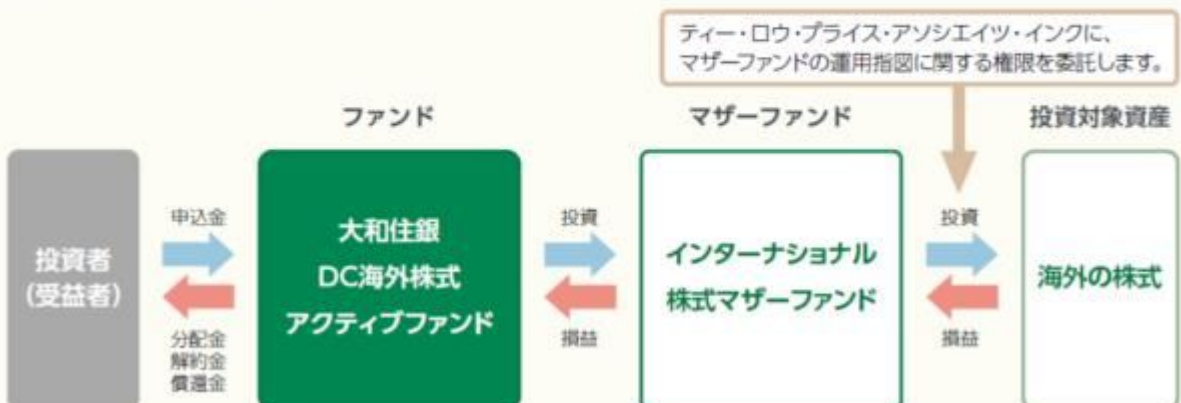 ティー・ロウ・プライス・アソシエイツ・インクに、
マザーファンドの運用指図に関する権限を委託します。
ファンド
マザーファンド
投資対象資産
投資者
(受益者)
申込金
分配金
解約金
償還金
大和住銀
DC海外株式
アクティブファンド
投資
損益
インターナショナル
株式マザーファンド
投資
損益
海外の株式